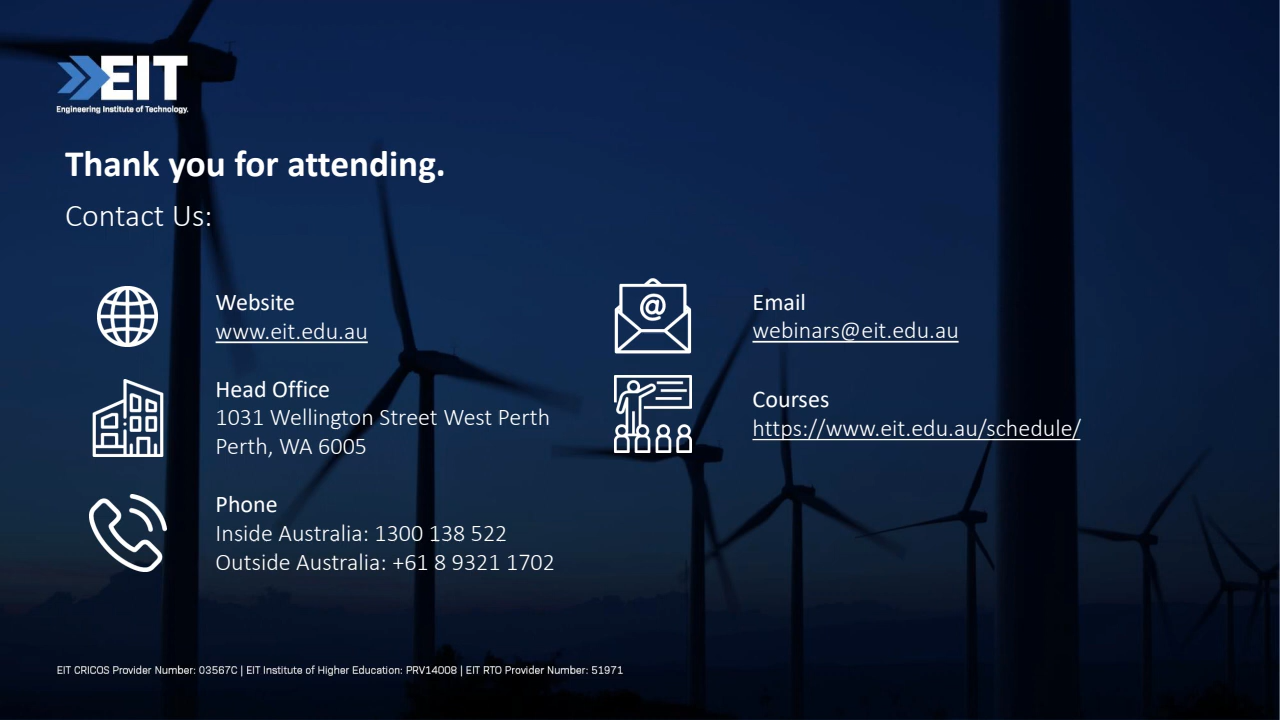 EIT
Engineering Institute of Technology.
Thank you for attending.
Contact Us:
Website
www.eit.edu.au
Head Office
1031 Wellington Street West Perth
Perth, WA 6005
Phone
Inside Australia: 1300 138 522
Outside Australia: +61 8 9321 1702
@
Email
webinars@eit.edu.au
Courses
https://www.eit.edu.au/schedule/
EIT CRICOS Provider Number: 03567C | EIT Institute of Higher Education: PRV14008 | EIT RTO Provider Number: 51971